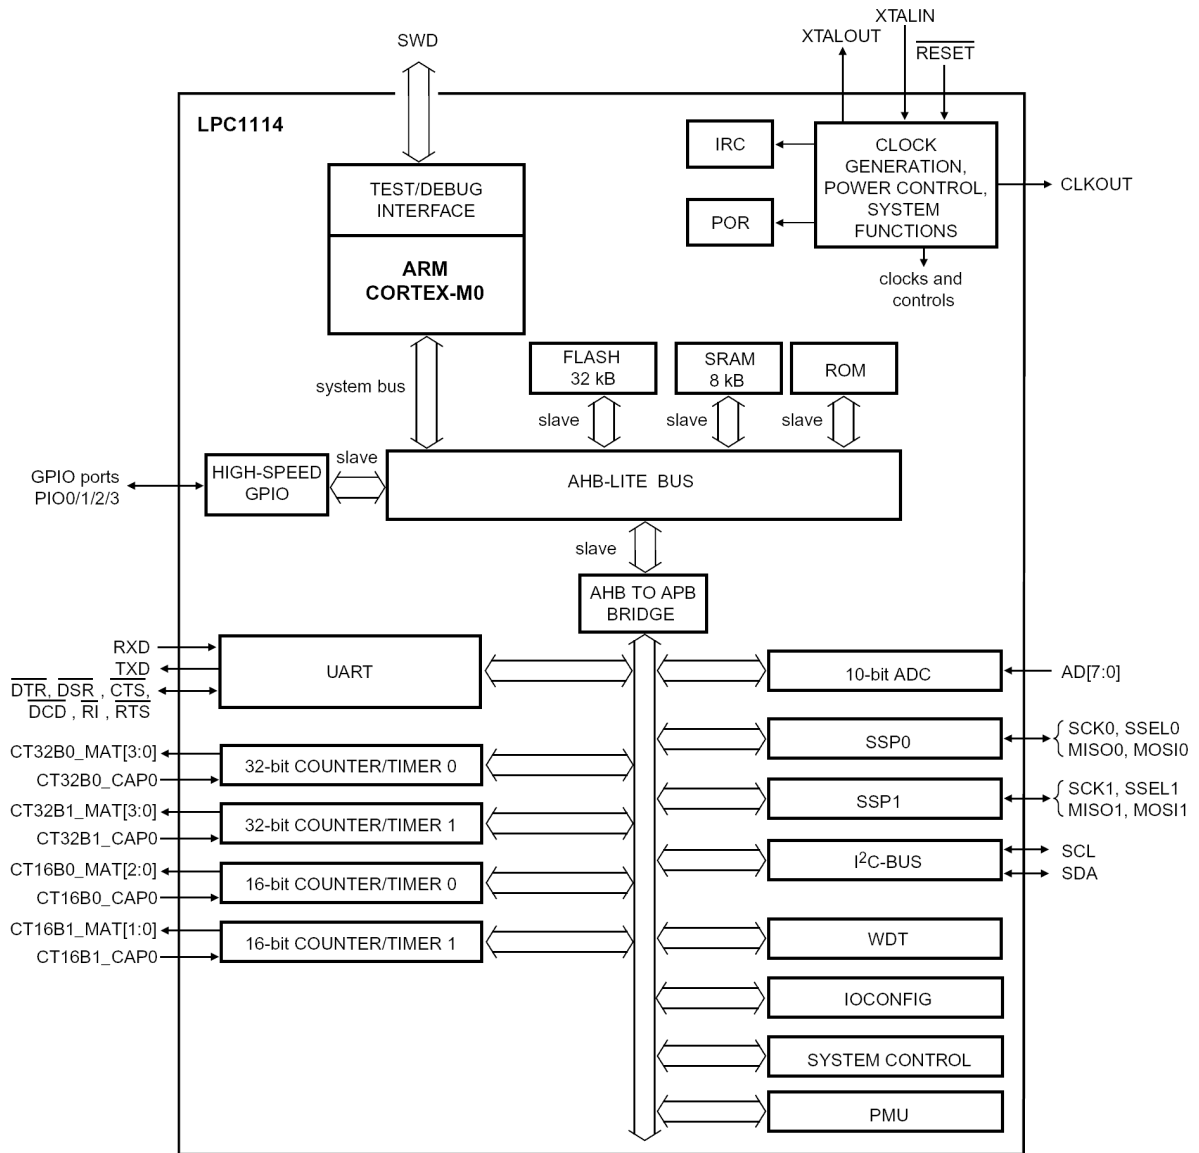 XTALIN
XTALOUT
RESET
SWD
LPC1114
IRC
CLOCK
GENERATION,
POWER CONTROL,
SYSTEM
FUNCTIONS
POR
CLKOUT
clocks and
controls
TEST/DEBUG
INTERFACE
ARM
CORTEX-M0
system bus
FLASH
32 kB
SRAM
8 kB
ROM
slave
slave
slave
GPIO ports
PIO0/1/2/3
HIGH-SPEED
GPIO
slave
AHB-LITE BUS
slave
AHB TO APB
BRIDGE
RXD
TXD
DTR, DSR , CTS,
DCD , RI , RTS
UART
10-bit ADC
AD[7:0]
SSP0
SCK0, SSEL0
MISO0, MOSI0
CT32B0_MAT[3:0]
CT32B0_CAP0
32-bit COUNTER/TIMER 0
SSP1
SCK1, SSEL1
MISO1, MOSI1
CT32B1_MAT[3:0]
CT32B1_CAP0
32-bit COUNTER/TIMER 1
I²C-BUS
SCL
SDA
CT16B0_MAT[2:0]
CT16B0_CAP0
16-bit COUNTER/TIMER 0
CT16B1_MAT[1:0]
CT16B1_CAP0
16-bit COUNTER/TIMER 1
WDT
IOCONFIG
SYSTEM CONTROL
PMU